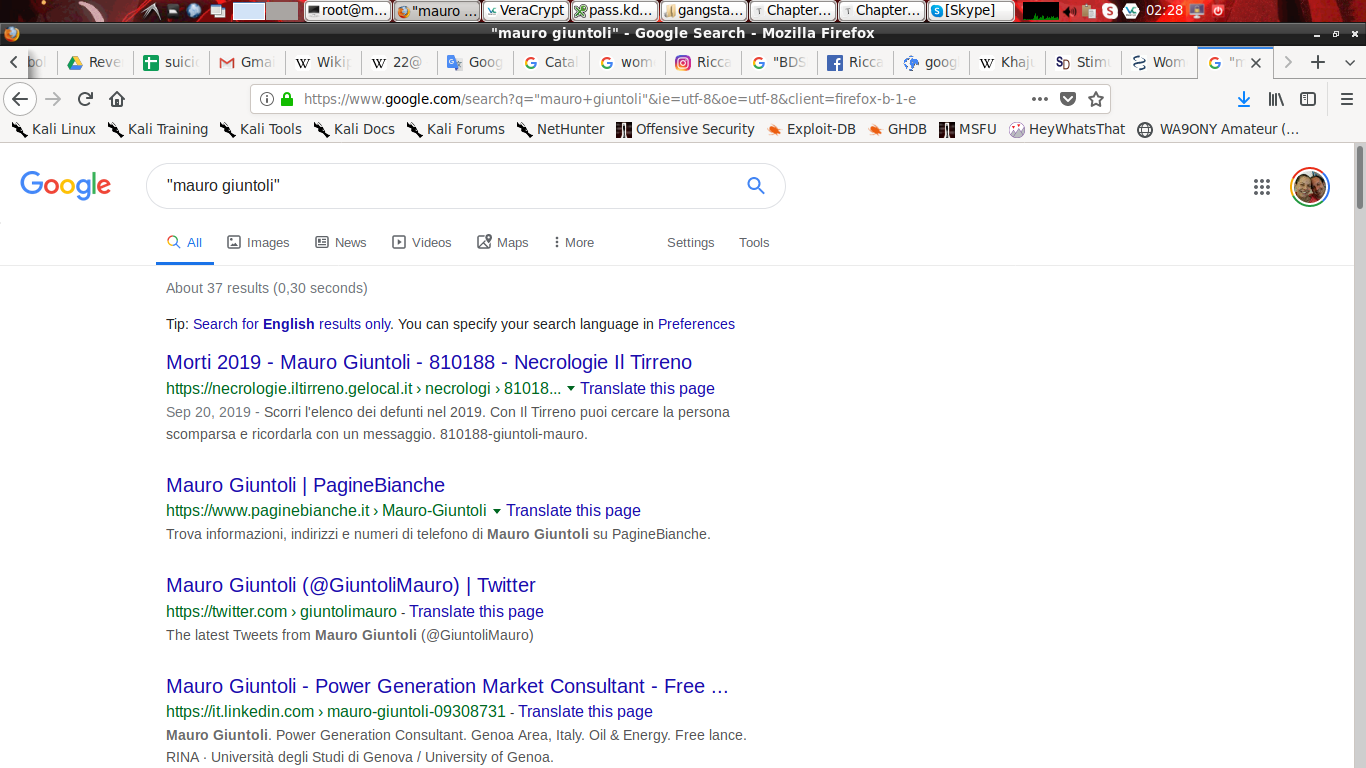 root@m...
"mauro ...
VeraCrypt
pass.kd...
gangsta...
Chapter...
Chapter...
[Skype]
02:28
"mauro giuntoli" - Google Search - Mozilla Firefox
bol
Reve
suici
Gma
Wikip
22@
Goog
Catal
wom
Ricca
"BDS
Ricca
goog
Khaju
Stimu
Wom
"m
https://www.google.com/search?q="mauro+giuntoli"&ie=utf-8&oe=utf-8&client=firefox-b-1-e
Kali Linux
Kali Training
Kali Tools
Kali Docs
Kali Forums
NetHunter
Offensive Security
Exploit-DB
GHDB
MSFU
HeyWhatsThat
WA9ONY Amateur (...
Google
"mauro giuntoli"
All
Images
News
Videos
Maps
More
Settings
Tools
About 37 results (0,30 seconds)
Tip: Search for English results only. You can specify your search language in Preferences
Morti 2019 - Mauro Giuntoli - 810188 - Necrologie Il Tirreno
https://necrologie.iltirreno.gelocal.it › necrologi › 81018... Translate this page
Sep 20, 2019 - Scorri l'elenco dei defunti nel 2019. Con Il Tirreno puoi cercare la persona
scomparsa e ricordarla con un messaggio. 810188-giuntoli-mauro.
Mauro Giuntoli | PagineBianche
https://www.paginebianche.it › Mauro-Giuntoli Translate this page
Trova informazioni, indirizzi e numeri di telefono di Mauro Giuntoli su PagineBianche.
Mauro Giuntoli (@GiuntoliMauro) | Twitter
https://twitter.com › giuntolimauro - Translate this page
The latest Tweets from Mauro Giuntoli (@GiuntoliMauro)
Mauro Giuntoli - Power Generation Market Consultant - Free ...
https://it.linkedin.com › mauro-giuntoli-09308731 - Translate this page
Mauro Giuntoli. Power Generation Consultant. Genoa Area, Italy. Oil & Energy. Free lance.
RINA · Università degli Studi di Genova / University of Genoa.